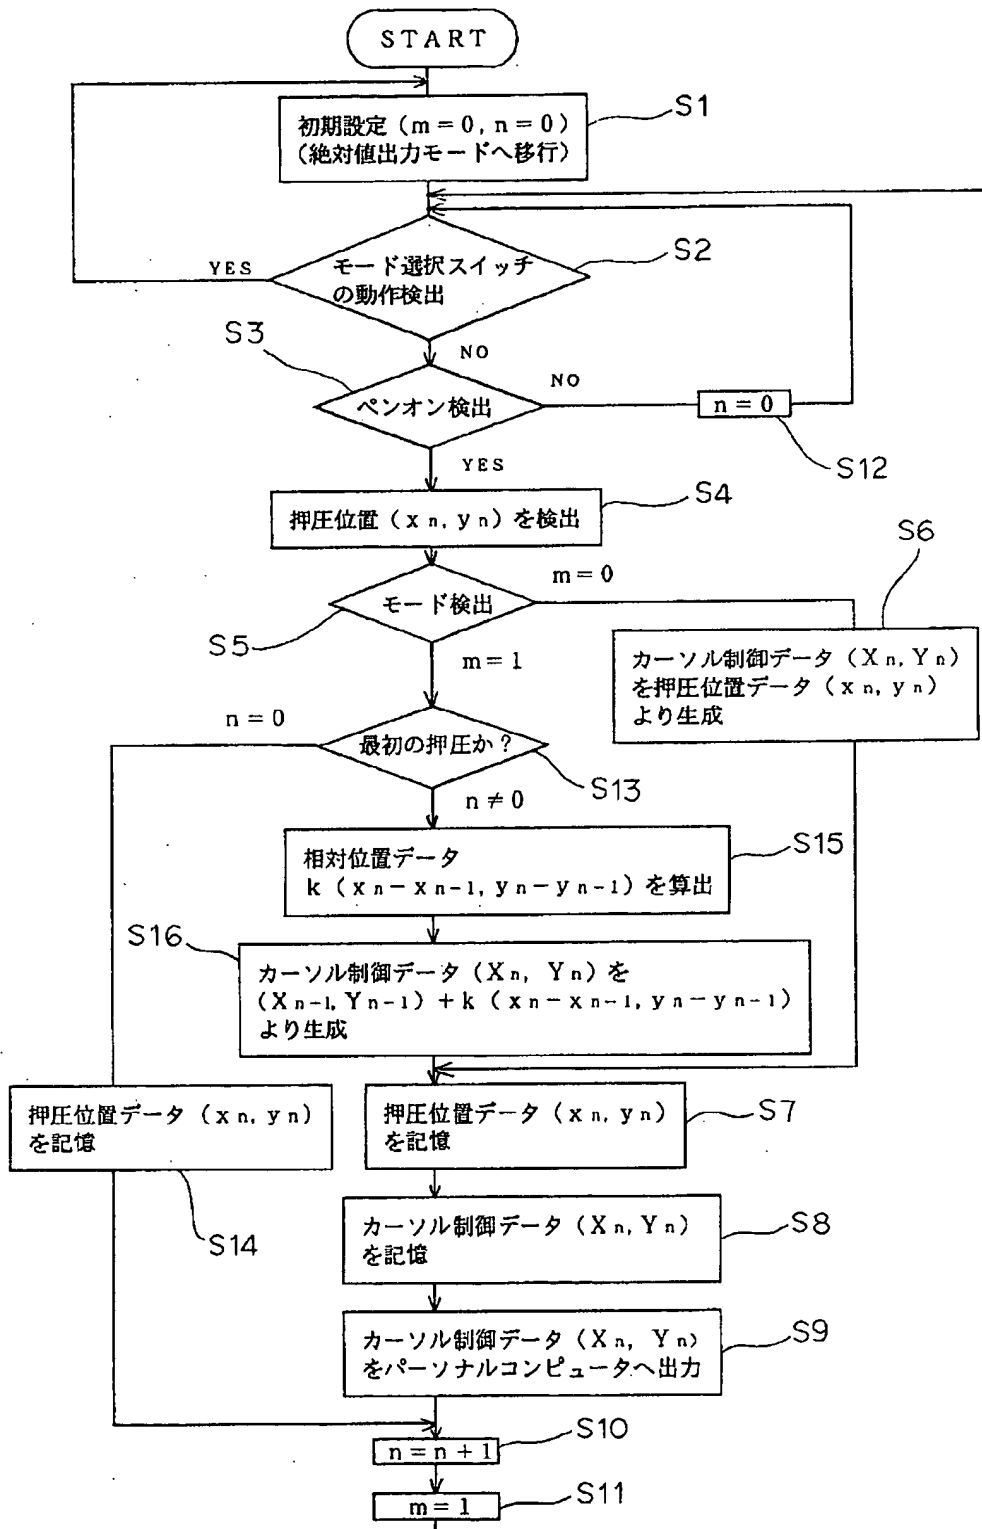 START
初期設定（m＝0, n＝0）
（絶対値出力モードへ移行）
S1
モード選択スイッチ
の動作検出
S2
YES
NO
S3
ペンオン検出
NO
n＝0
S12
YES
押圧位置（xn, yn）を検出
S4
モード検出
S5
m＝0
m＝1
S6
カーソル制御データ（Xn, Yn）
を押圧位置データ（xn, yn）
より生成
n＝0
最初の押圧か？
S13
n≠0
相対位置データ
k（xn－xn-1, yn－yn-1）を算出
S15
S16
カーソル制御データ（Xn, Yn）を
（Xn-1, Yn-1）＋k（xn－xn-1, yn－yn-1）
より生成
押圧位置データ（xn, yn）
を記憶
S14
押圧位置データ（xn, yn）
を記憶
S7
カーソル制御データ（Xn, Yn）
を記憶
S8
カーソル制御データ（Xn, Yn）
をパーソナルコンピュータへ出力
S9
n＝n＋1
S10
m＝1
S11